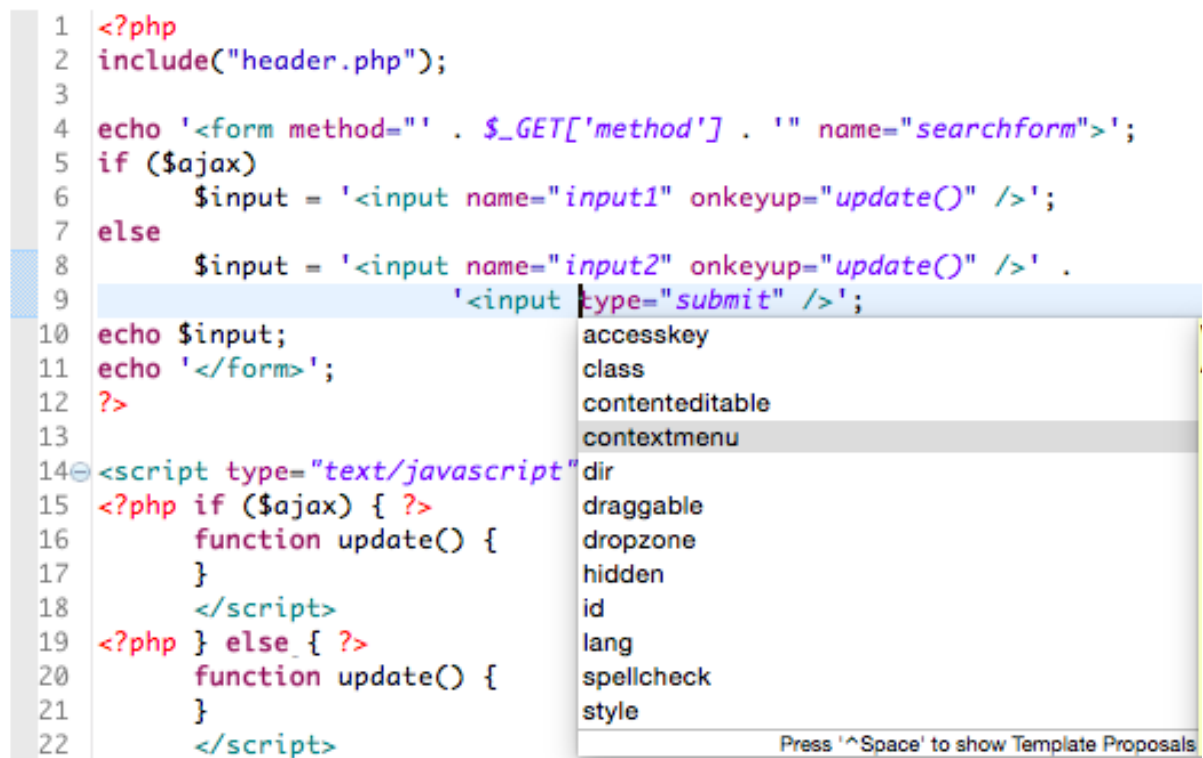 1 <?php
2 include("header.php");
3
4 echo '<form method="' . $_GET['method'] . '" name="searchform">';
5 if ($ajax)
6 $input = '<input name="input1" onkeyup="update()" />';
7 else
8 $input = '<input name="input2" onkeyup="update()" />' .
9 '<input type="submit" />';
10 echo $input;
11 echo '</form>';
12 ?>
13
14 <script type="text/javascript"
15 <?php if ($ajax) { ?>
16 function update() {
17 }
18 </script>
19 <?php } else { ?>
20 function update() {
21 }
22 </script>
accesskey
class
contenteditable
contextmenu
dir
draggable
dropzone
hidden
id
lang
spellcheck
style
Press '^Space' to show Template Proposals